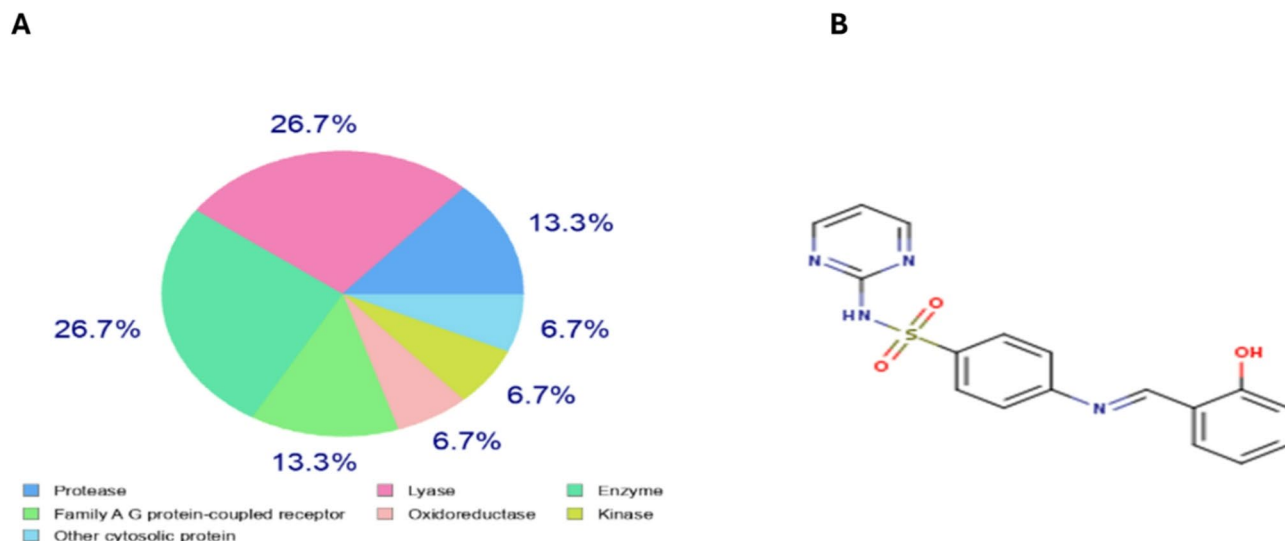 A
B
26.7%
13.3%
26.7%
6.7%
6.7%
6.7%
13.3%
Protease
Lyase
Enzyme
Family A G protein-coupled receptor
Oxidoreductase
Kinase
Other cytosolic protein
N
N
HN
S
O
O
N
OH